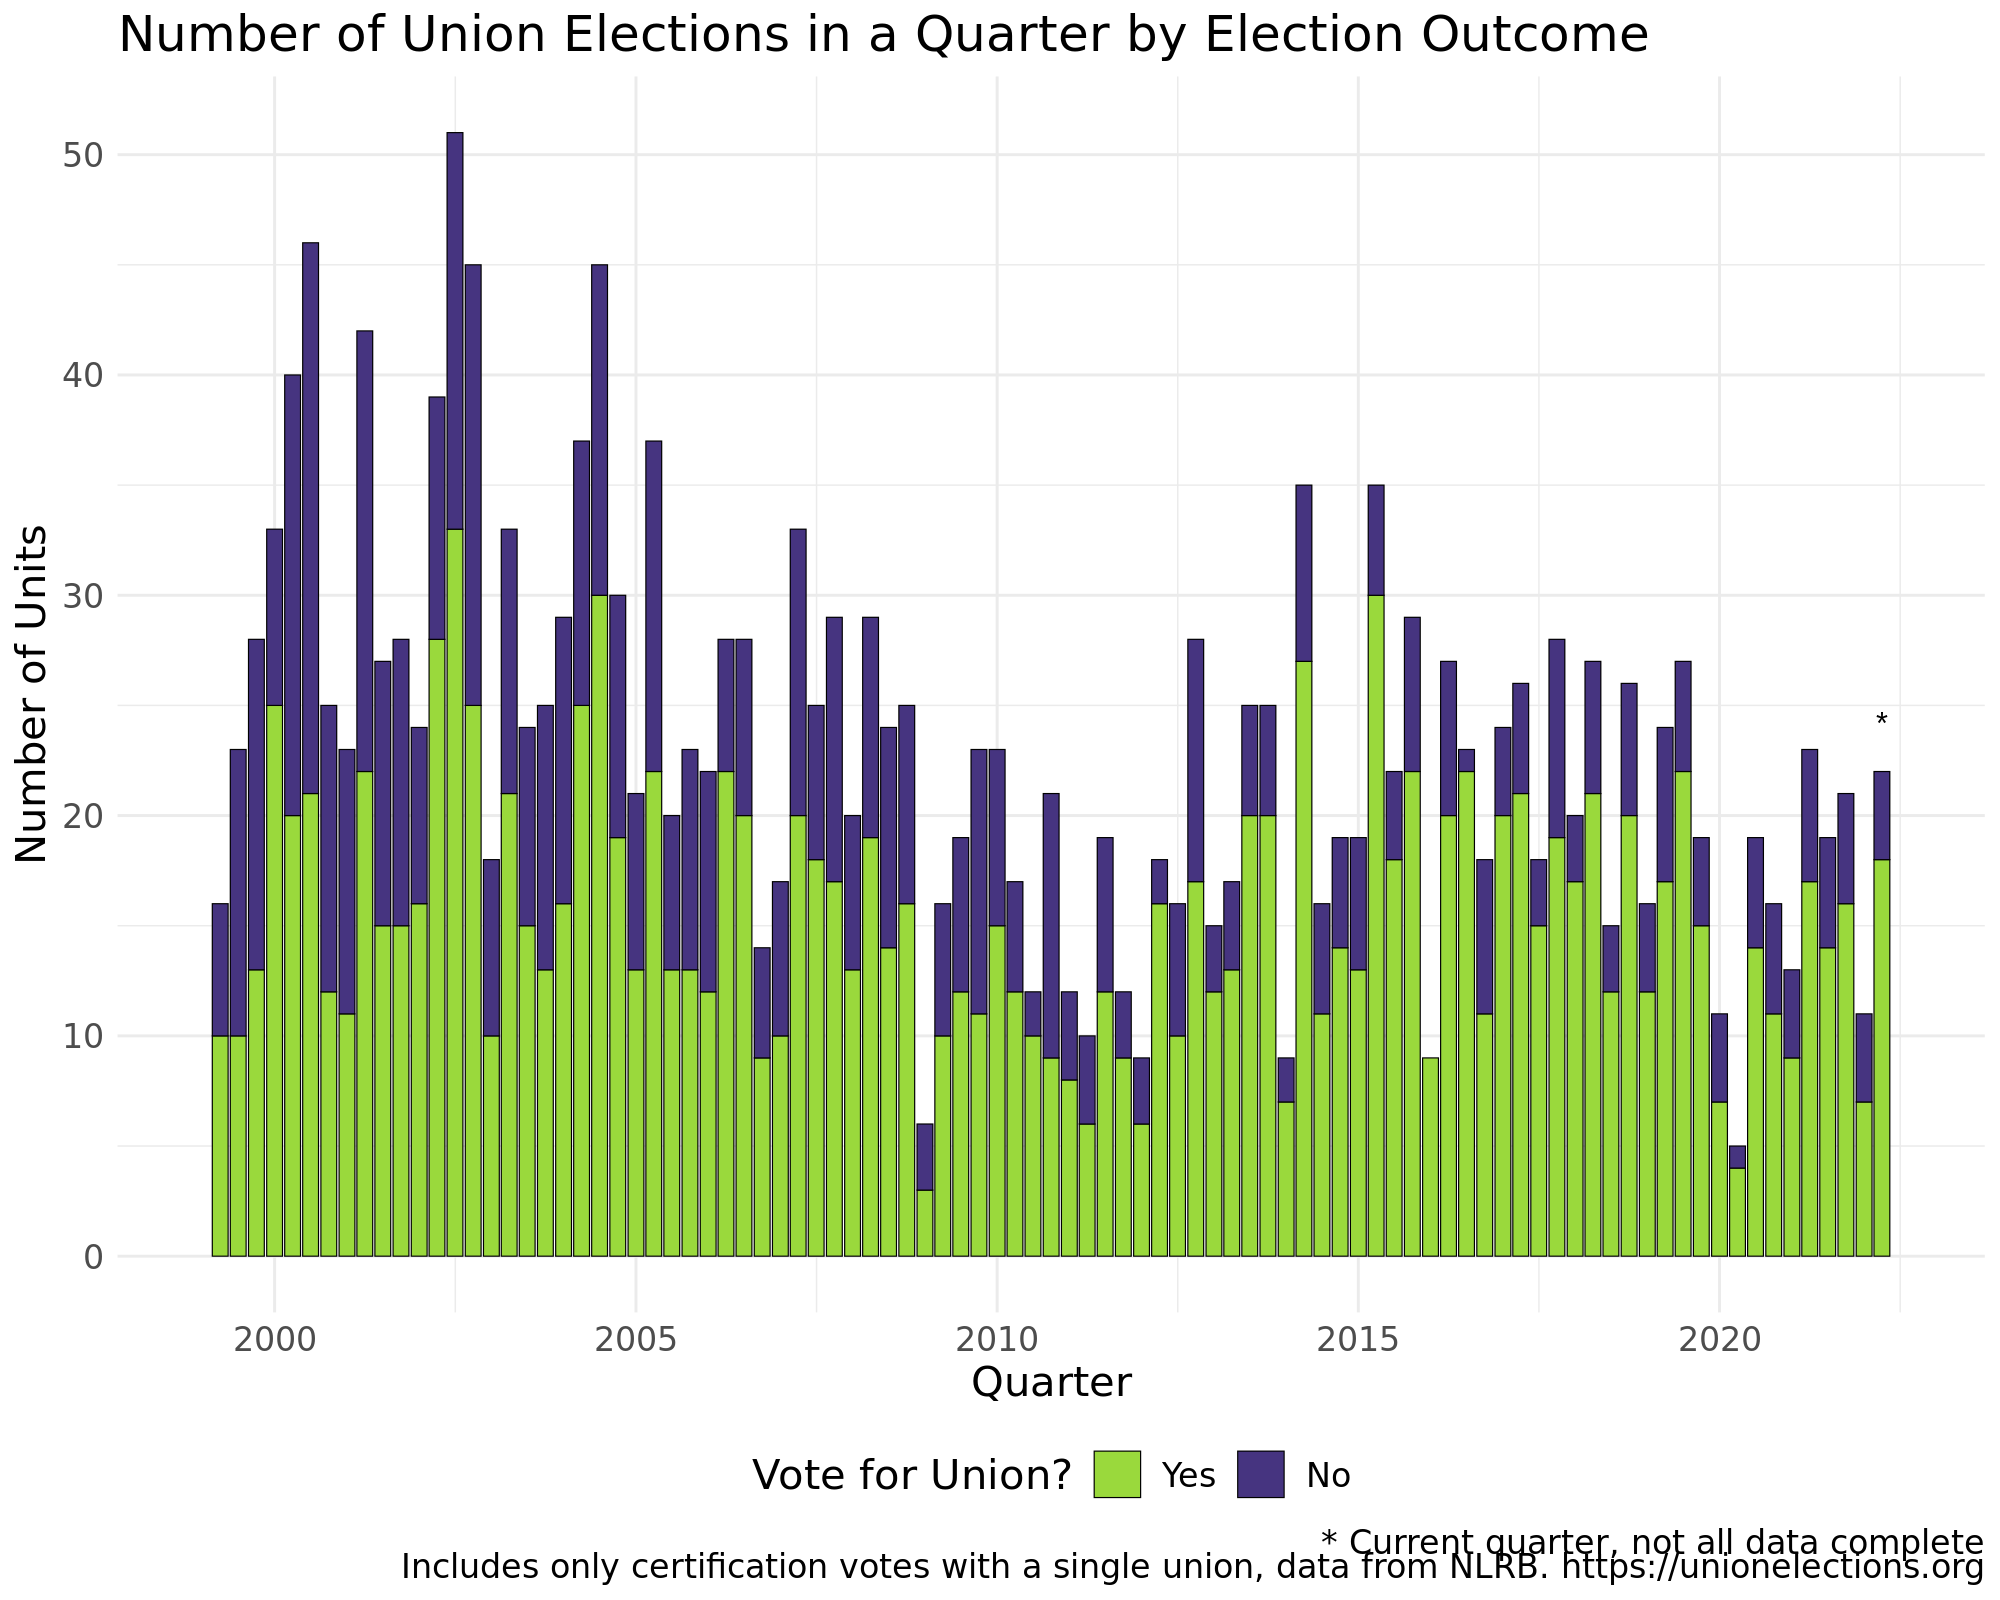 Number of Union Elections in a Quarter by Election Outcome
Number of Units
50
40
30
20
10
0
*
2000 2005 2010 2015 2020
Quarter
Vote for Union? Yes No
* Current quarter, not all data complete
Includes only certification votes with a single union, data from NLRB. https://unionelections.org